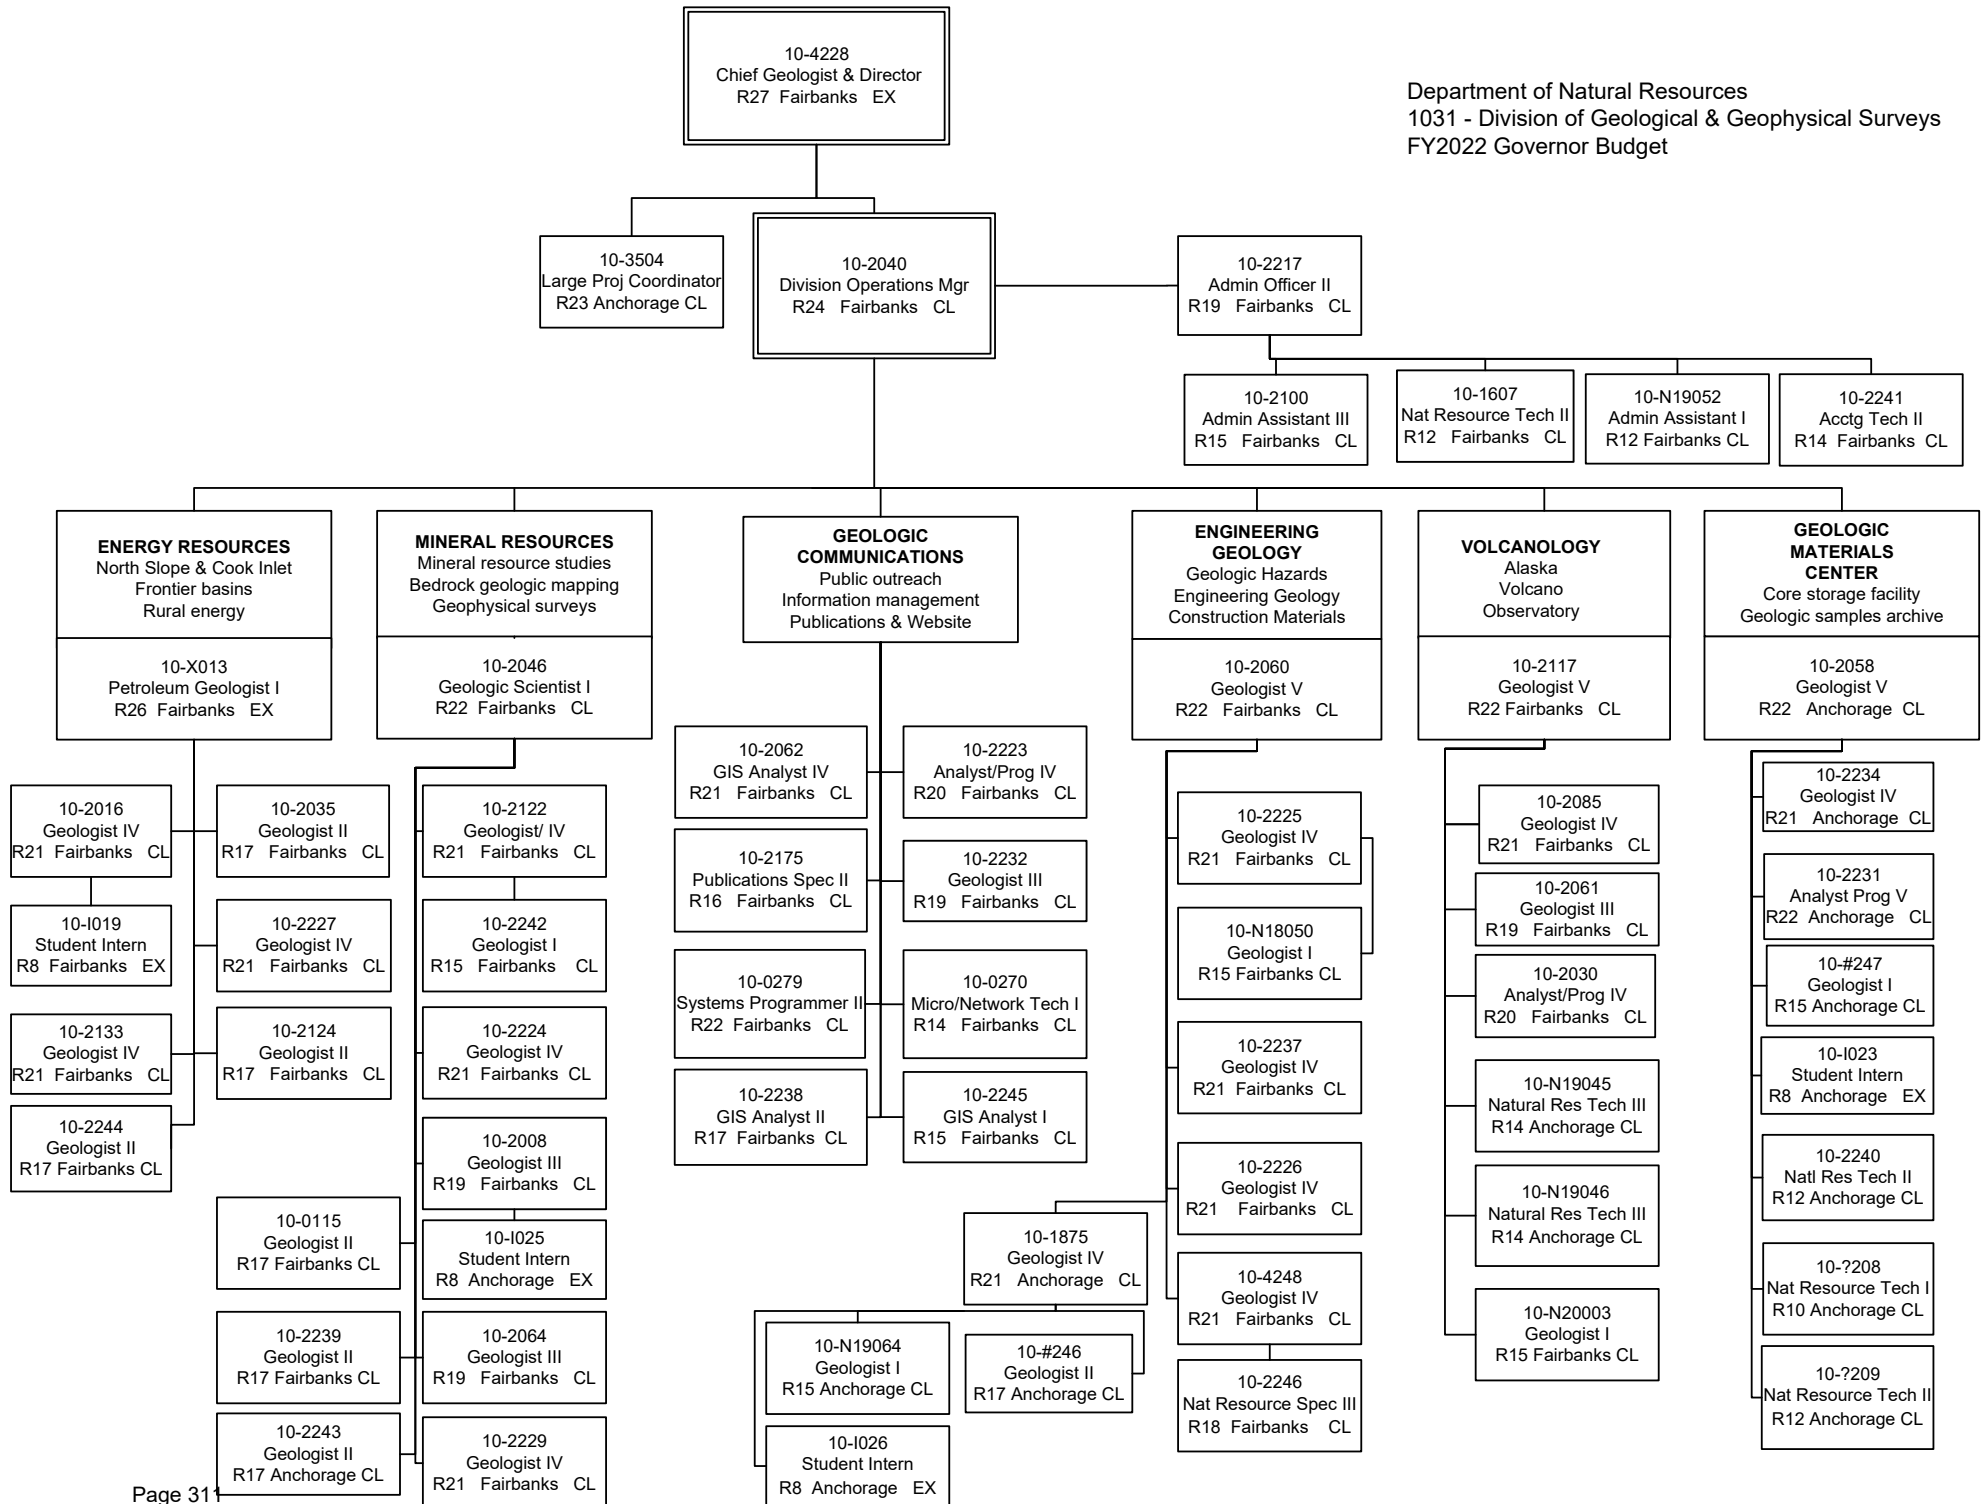 10-4228
Chief Geologist & Director
R27 Fairbanks EX
Department of Natural Resources
1031 - Division of Geological & Geophysical Surveys
FY2022 Governor Budget
10-3504
Large Proj Coordinator
R23 Anchorage CL
10-2040
Division Operations Mgr
R24 Fairbanks CL
10-2217
Admin Officer II
R19 Fairbanks CL
10-2100
Admin Assistant III
R15 Fairbanks CL
10-1607
Nat Resource Tech II
R12 Fairbanks CL
10-N19052
Admin Assistant I
R12 Fairbanks CL
10-2241
Acctg Tech II
R14 Fairbanks CL
ENERGY RESOURCES
North Slope & Cook Inlet
Frontier basins
Rural energy
10-X013
Petroleum Geologist I
R26 Fairbanks EX
10-2016
Geologist IV
R21 Fairbanks CL
10-2035
Geologist II
R17 Fairbanks CL
10-I019
Student Intern
R8 Fairbanks EX
10-2227
Geologist IV
R21 Fairbanks CL
10-2133
Geologist IV
R21 Fairbanks CL
10-2124
Geologist II
R17 Fairbanks CL
10-2244
Geologist II
R17 Fairbanks CL
MINERAL RESOURCES
Mineral resource studies
Bedrock geologic mapping
Geophysical surveys
10-2046
Geologic Scientist I
R22 Fairbanks CL
10-2122
Geologist/ IV
R21 Fairbanks CL
10-2242
Geologist I
R15 Fairbanks CL
10-2224
Geologist IV
R21 Fairbanks CL
10-2008
Geologist III
R19 Fairbanks CL
10-0115
Geologist II
R17 Fairbanks CL
10-I025
Student Intern
R8 Anchorage EX
10-2239
Geologist II
R17 Fairbanks CL
10-2064
Geologist III
R19 Fairbanks CL
10-2243
Geologist II
R17 Anchorage CL
10-2229
Geologist IV
R21 Fairbanks CL
GEOLOGIC
COMMUNICATIONS
Public outreach
Information management
Publications & Website
10-2062
GIS Analyst IV
R21 Fairbanks CL
10-2223
Analyst/Prog IV
R20 Fairbanks CL
10-2175
Publications Spec II
R16 Fairbanks CL
10-2232
Geologist III
R19 Fairbanks CL
10-0279
Systems Programmer II
R22 Fairbanks CL
10-0270
Micro/Network Tech I
R14 Fairbanks CL
10-2238
GIS Analyst II
R17 Fairbanks CL
10-2245
GIS Analyst I
R15 Fairbanks CL
ENGINEERING
GEOLOGY
Geologic Hazards
Engineering Geology
Construction Materials
10-2060
Geologist V
R22 Fairbanks CL
10-2225
Geologist IV
R21 Fairbanks CL
10-N18050
Geologist I
R15 Fairbanks CL
10-2237
Geologist IV
R21 Fairbanks CL
10-2226
Geologist IV
R21 Fairbanks CL
10-1875
Geologist IV
R21 Anchorage CL
10-4248
Geologist IV
R21 Fairbanks CL
10-N19064
Geologist I
R15 Anchorage CL
10-#246
Geologist II
R17 Anchorage CL
10-2246
Nat Resource Spec III
R18 Fairbanks CL
10-I026
Student Intern
R8 Anchorage EX
VOLCANOLOGY
Alaska
Volcano
Observatory
10-2117
Geologist V
R22 Fairbanks CL
10-2085
Geologist IV
R21 Fairbanks CL
10-2061
Geologist III
R19 Fairbanks CL
10-2030
Analyst/Prog IV
R20 Fairbanks CL
10-N19045
Natural Res Tech III
R14 Anchorage CL
10-N19046
Natural Res Tech III
R14 Anchorage CL
10-N20003
Geologist I
R15 Fairbanks CL
GEOLOGIC
MATERIALS
CENTER
Core storage facility
Geologic samples archive
10-2058
Geologist V
R22 Anchorage CL
10-2234
Geologist IV
R21 Anchorage CL
10-2231
Analyst Prog V
R22 Anchorage CL
10-#247
Geologist I
R15 Anchorage CL
10-I023
Student Intern
R8 Anchorage EX
10-2240
Natl Res Tech II
R12 Anchorage CL
10-?208
Nat Resource Tech I
R10 Anchorage CL
10-?209
Nat Resource Tech II
R12 Anchorage CL
Page 311